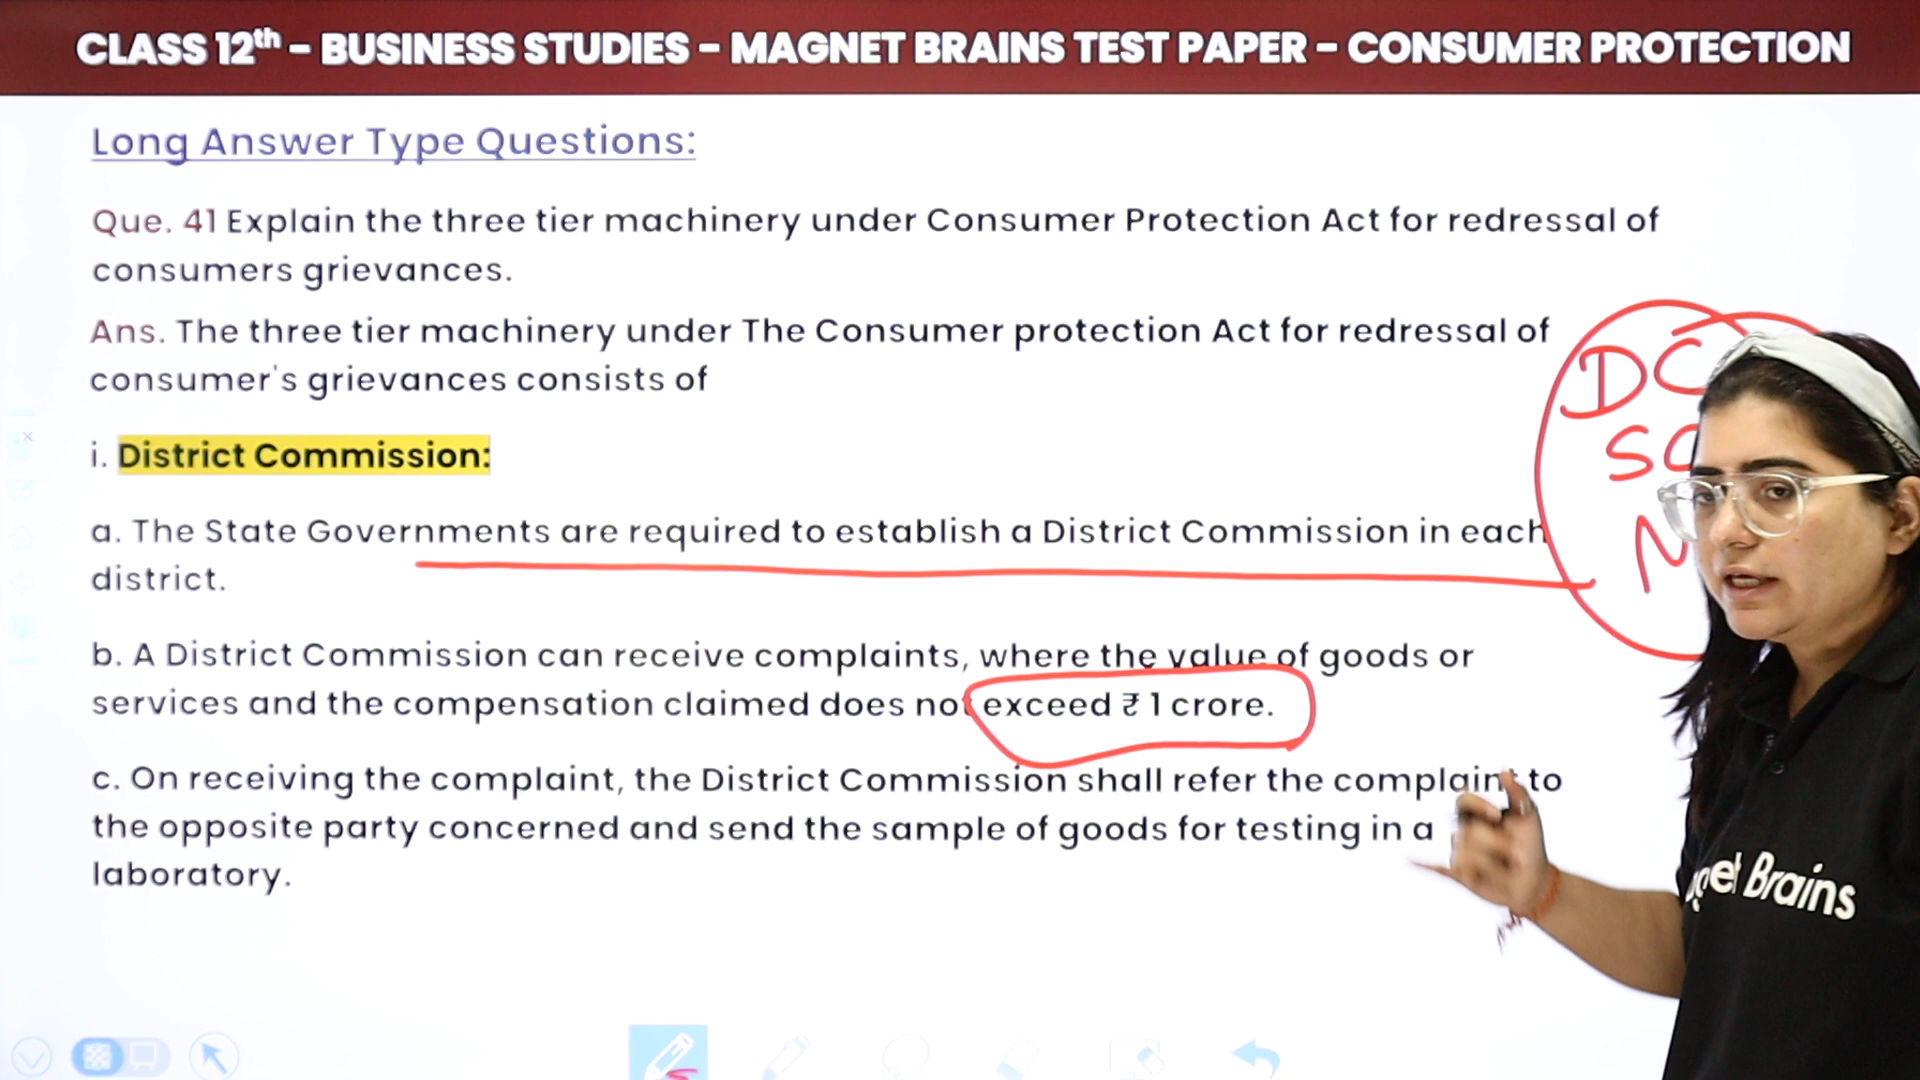 CLASS 12th – BUSINESS STUDIES – MAGNET BRAINS TEST PAPER – CONSUMER PROTECTION
Long Answer Type Questions:
Que. 41 Explain the three tier machinery under Consumer Protection Act for redressal of
consumers grievances.
Ans. The three tier machinery under The Consumer protection Act for redressal of
consumer's grievances consists of
DC
SC
N
i. District Commission:
a. The State Governments are required to establish a District Commission in each
district.
b. A District Commission can receive complaints, where the value of goods or
services and the compensation claimed does not exceed ₹ 1 crore.
c. On receiving the complaint, the District Commission shall refer the complaint to
the opposite party concerned and send the sample of goods for testing in a
laboratory.
Brains